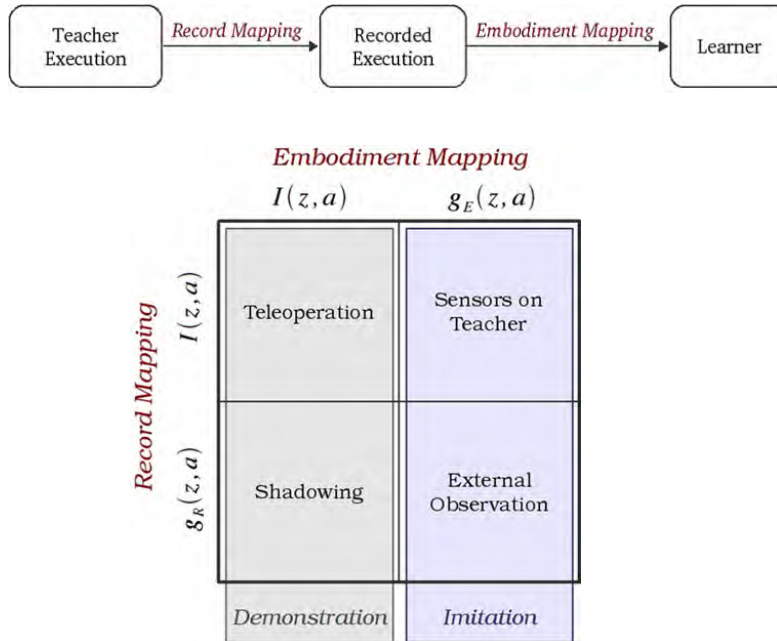 Teacher
Execution
Record Mapping
Recorded
Execution
Embodiment Mapping
Learner
Embodiment Mapping
I(z,a)
g_E(z,a)
Record Mapping
I(z,a)
Teleoperation
Sensors on
Teacher
g_R(z,a)
Shadowing
External
Observation
Demonstration
Imitation